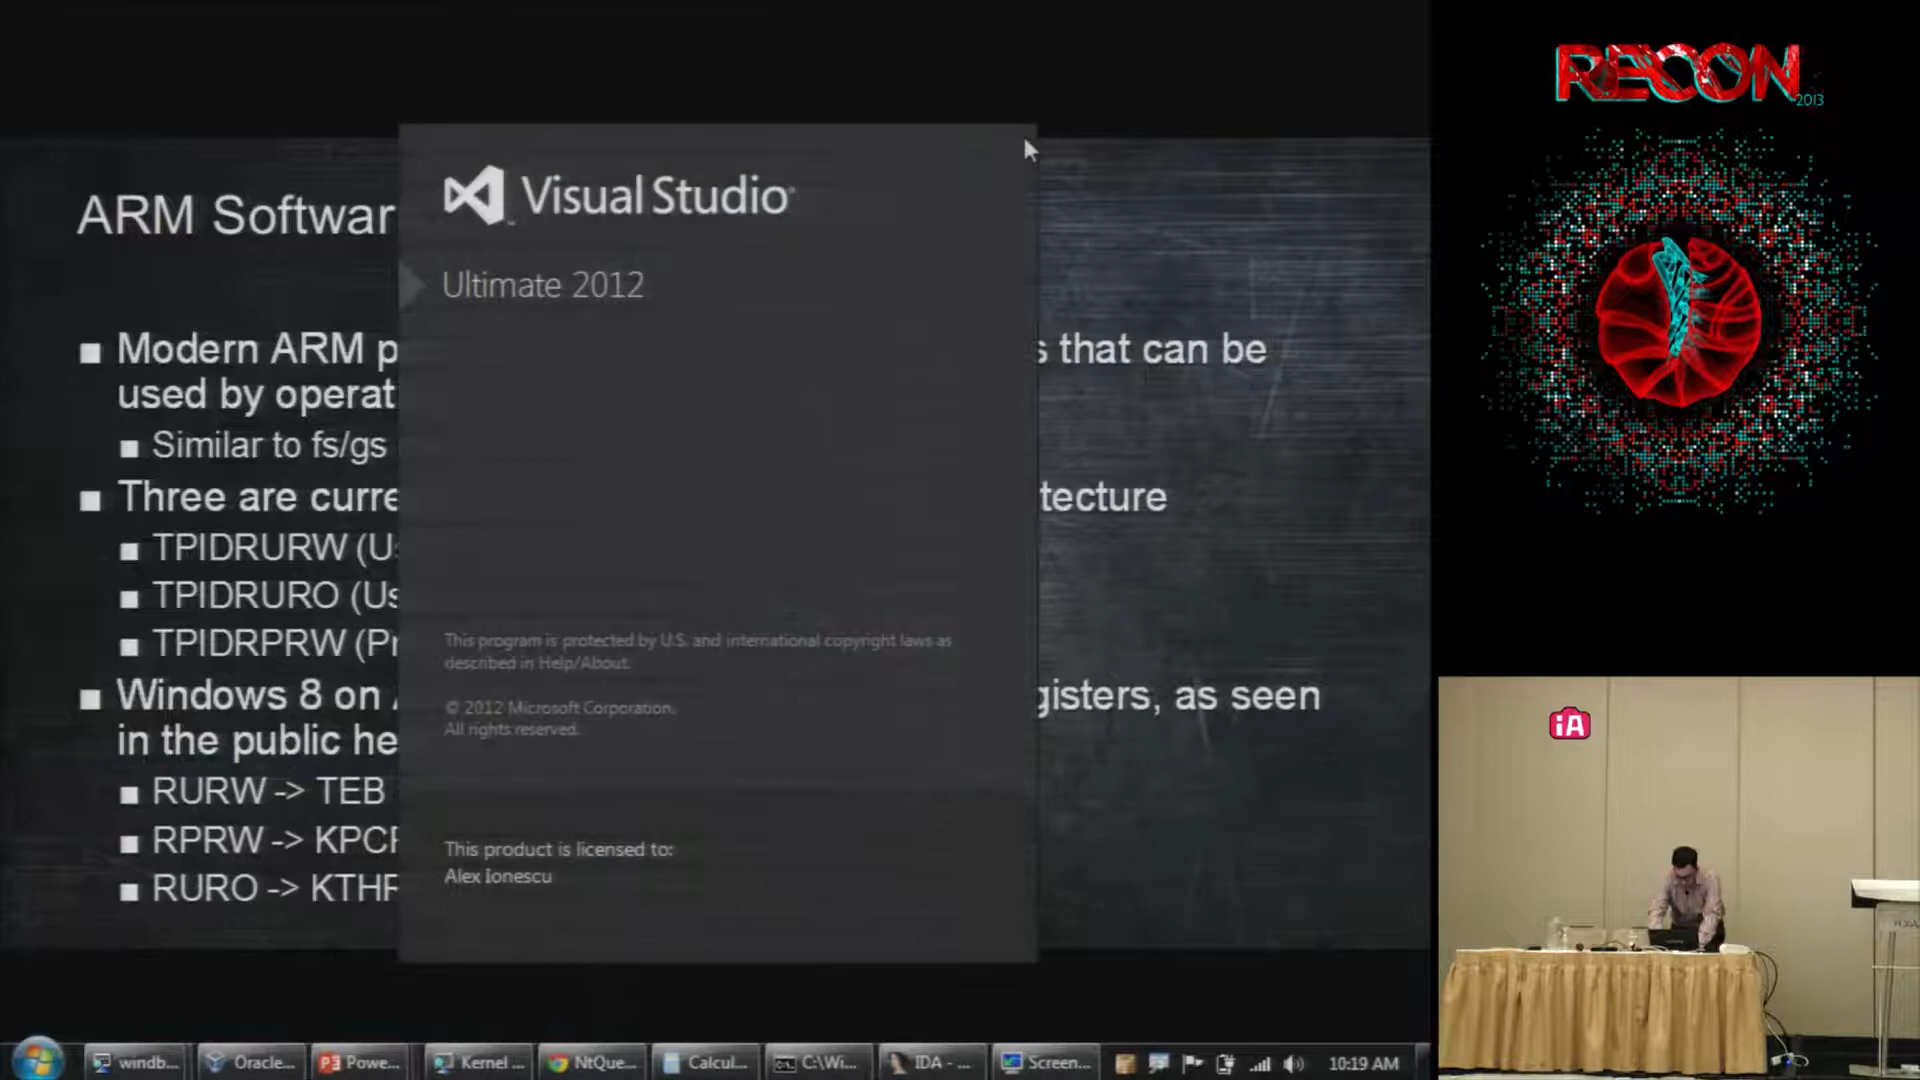 RECON
2013
Visual Studio
Ultimate 2012
ARM Softwar
Modern ARM p
s that can be
used by operat
Similar to fs/gs
Three are curre
tecture
TPIDRURW (Us
TPIDRURO (Us
TPIDRPRW (Pr
This program is protected by U.S. and international copyright laws as
described in Help/About.
Windows 8 on
gisters, as seen
in the public he
© 2012 Microsoft Corporation.
All rights reserved.
iA
RURW -> TEB
RPRW -> KPCR
RURO -> KTHR
This product is licensed to:
Alex Ionescu
windb...
Oracle...
Powe...
Kernel ...
NtQue...
Calcul...
C:\Wi...
IDA - ...
Screen...
10:19 AM